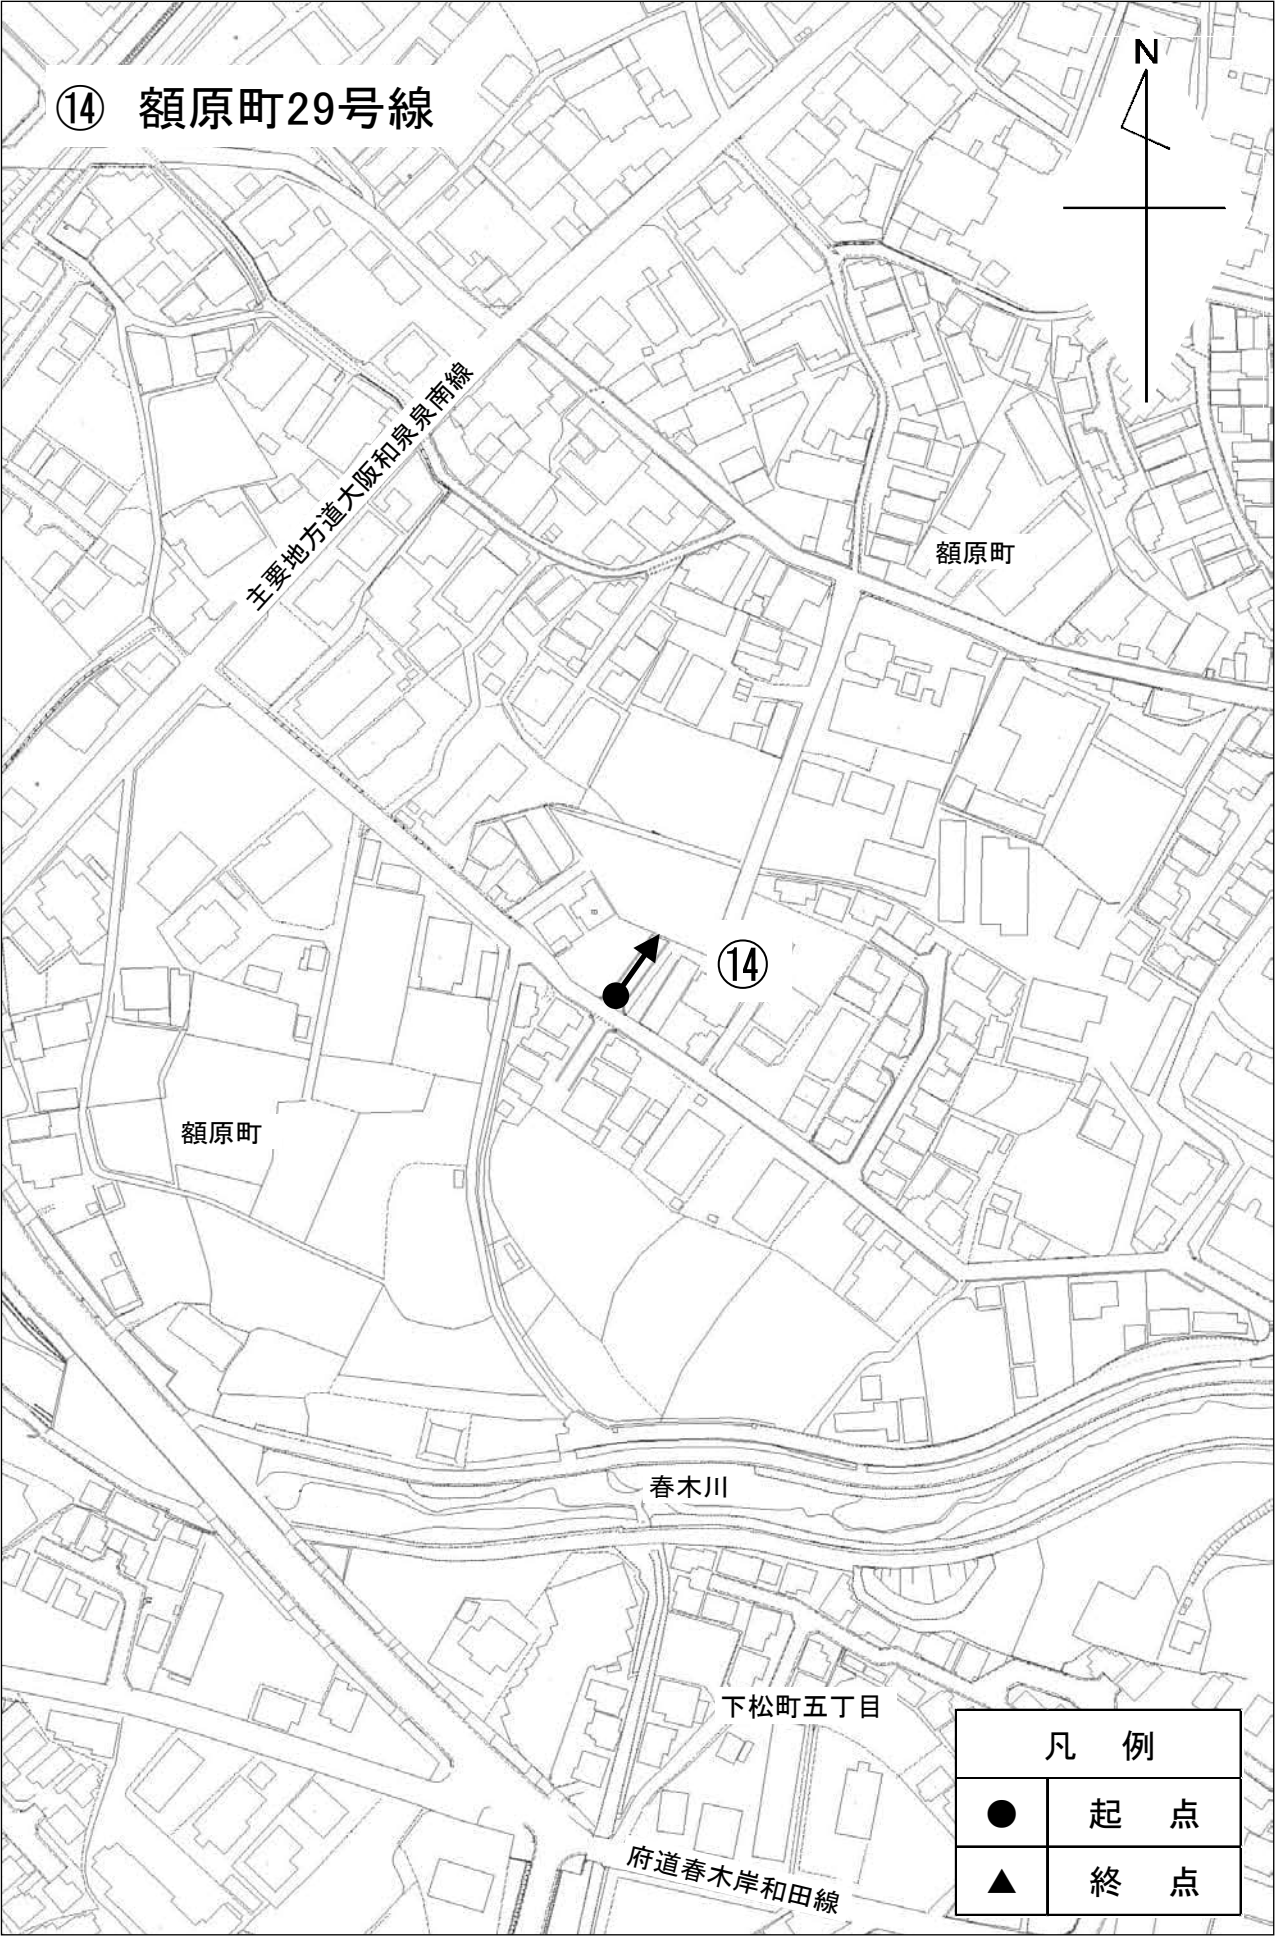 ⑭ 額原町29号線
N
主要地方道大阪和泉泉南線
額原町
⑭
額原町
春木川
下松町五丁目
府道春木岸和田線
凡 例
● 起 点
▲ 終 点